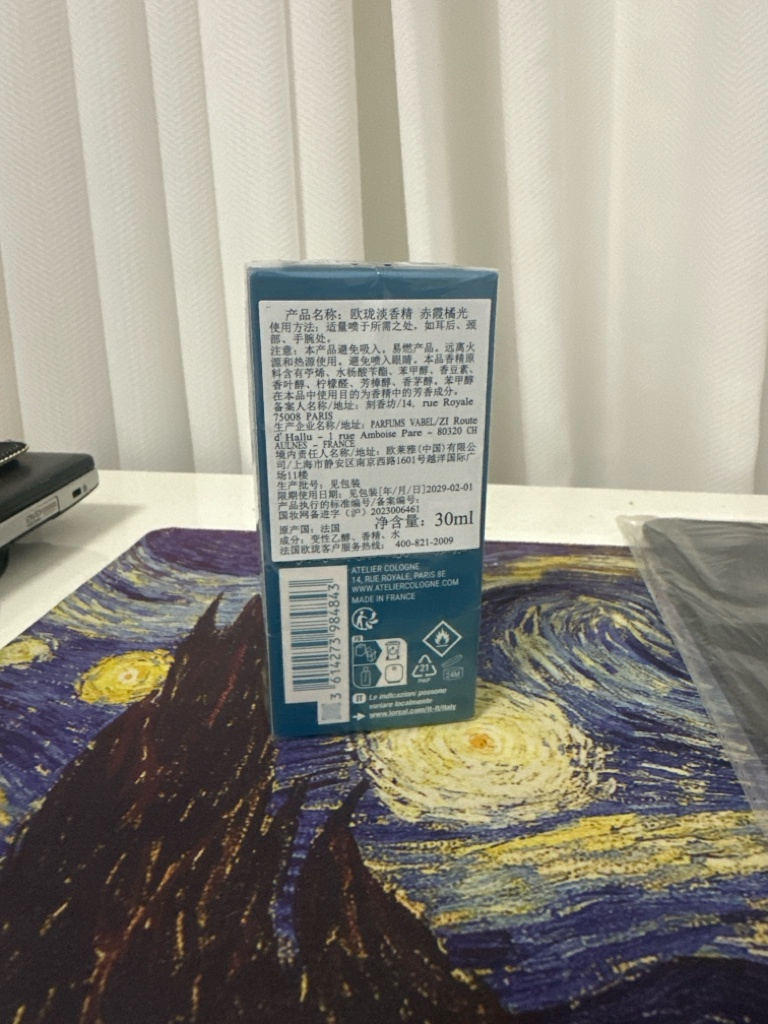 产品名称：欧珑淡香精 赤霞橘光
使用方法：适量喷于所需之处，如耳后、颈
部、手腕处。
注意：本产品避免吸入，易燃产品，远离火
源和热源使用。避免喷入眼睛。本品香精原
料含有苧烯、水杨酸苄酯、苯甲醇、香豆素、
香叶醇、柠檬醛、芳樟醇、香茅醇。苯甲醇
在本品中使用目的为香精中的芳香成分。
备案人名称/地址：刻香坊/14, rue Royale
75008 PARIS
生产企业名称/地址：PARFUMS VABEL/ZI Route
d'Hallu - 1 rue Amboise Pare - 80320 CH
AULNES - FRANCE
境内责任人名称/地址：欧莱雅(中国)有限公
司/上海市静安区南京西路1601号越洋国际广
场11楼
生产批号：见包装
限期使用日期：见包装[年/月/日]2029-02-01
产品执行的标准编号/备案编号：
国妆网备进字（沪）2023006461
原产国：法国 净含量：30ml
成分：变性乙醇、香精、水
法国欧珑客户服务热线：400-821-2009
ATELIER COLOGNE
14, RUE ROYALE, PARIS 8E
WWW.ATELIERCOLOGNE.COM
MADE IN FRANCE
3 614273 984843
FR
21
PAP
24M
IT Le indicazioni possono
variare localmente
www.loreal.com/it-it/italy